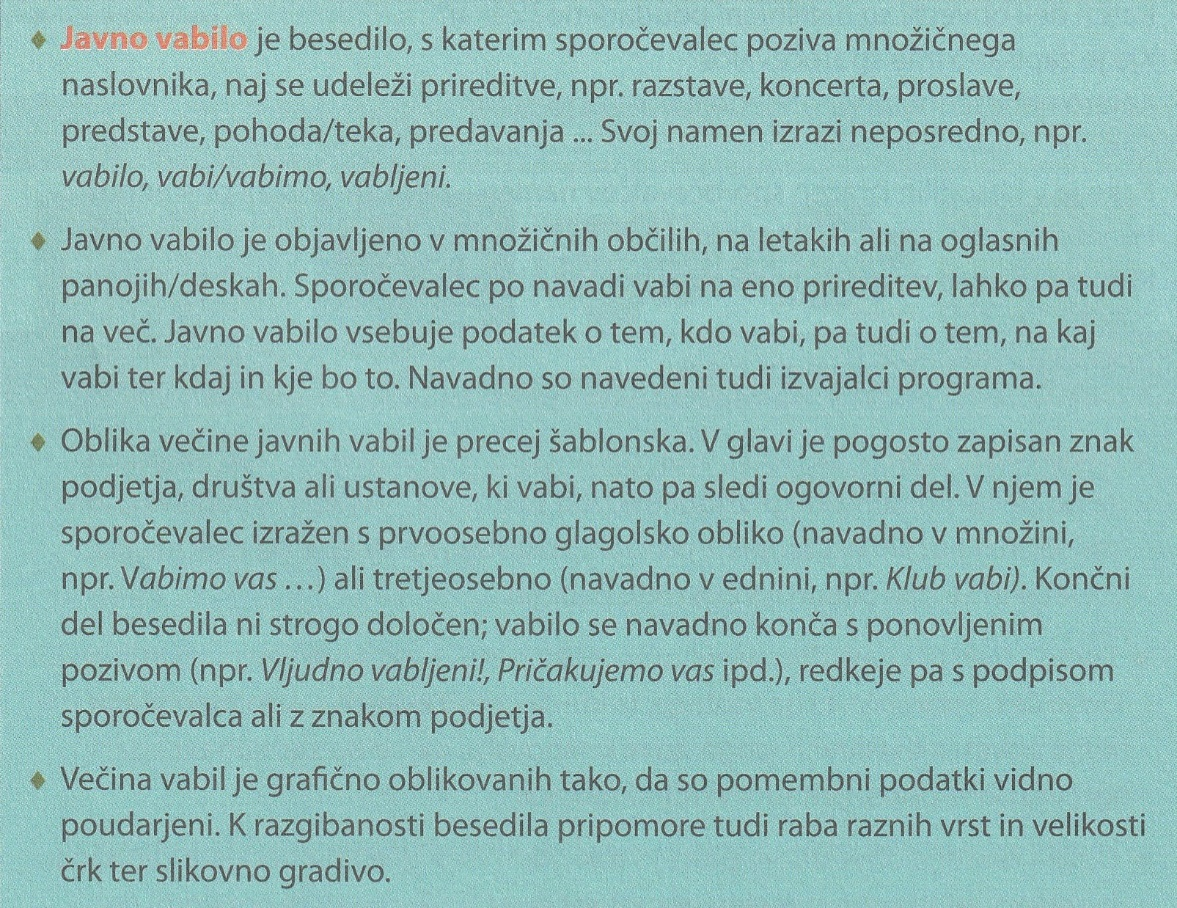 ♦ Javno vabilo je besedilo, s katerim sporočevalec poziva množičnega
naslovnika, naj se udeleži prireditve, npr. razstave, koncerta, proslave,
predstave, pohoda/teka, predavanja ... Svoj namen izrazi neposredno, npr.
vabilo, vabi/vabimo, vabljeni.
♦ Javno vabilo je objavljeno v množičnih občilih, na letakih ali na oglasnih
panojih/deskah. Sporočevalec po navadi vabi na eno prireditev, lahko pa tudi
na več. Javno vabilo vsebuje podatek o tem, kdo vabi, pa tudi o tem, na kaj
vabi ter kdaj in kje bo to. Navadno so navedeni tudi izvajalci programa.
♦ Oblika večine javnih vabil je precej šablonska. V glavi je pogosto zapisan znak
podjetja, društva ali ustanove, ki vabi, nato pa sledi ogovorni del. V njem je
sporočevalec izražen s prvoosebno glagolsko obliko (navadno v množini,
npr. Vabimo vas ...) ali tretjeosebno (navadno v ednini, npr. Klub vabi). Končni
del besedila ni strogo določen; vabilo se navadno konča s ponovljenim
pozivom (npr. Vljudno vabljeni!, Pričakujemo vas ipd.), redkeje pa s podpisom
sporočevalca ali z znakom podjetja.
♦ Večina vabil je grafično oblikovanih tako, da so pomembni podatki vidno
poudarjeni. K razgibanosti besedila pripomore tudi raba raznih vrst in velikosti
črk ter slikovno gradivo.